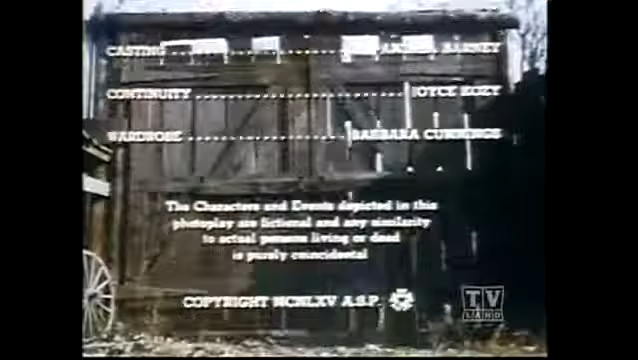 CASTING BARNEY
CONTINUITY JOYCE KOZY
WARDROBE BARBARA CUMMINGS
The Characters and Events depicted in this
photoplay are fictional and any similarity
to actual persons living or dead
is purely coincidental
COPYRIGHT MCMLXV A.S.P.
TV
LAND